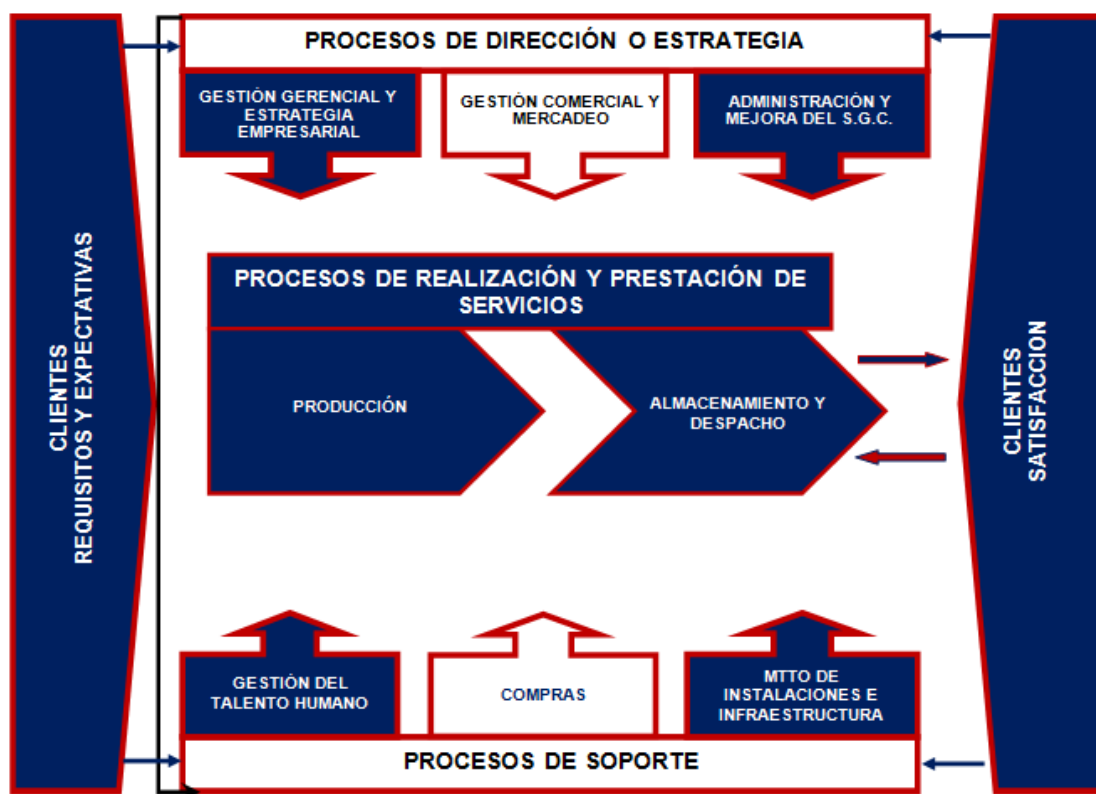 PROCESOS DE DIRECCIÓN O ESTRATEGIA
GESTIÓN GERENCIAL Y
ESTRATEGIA
EMPRESARIAL
GESTIÓN COMERCIAL Y
MERCADEO
ADMINISTRACIÓN Y
MEJORA DEL S.G.C.
CLIENTES
REQUISITOS Y EXPECTATIVAS
PROCESOS DE REALIZACIÓN Y PRESTACIÓN DE
SERVICIOS
PRODUCCIÓN
ALMACENAMIENTO Y
DESPACHO
CLIENTES
SATISFACCION
GESTIÓN DEL
TALENTO HUMANO
COMPRAS
MTTO DE
INSTALACIONES E
INFRAESTRUCTURA
PROCESOS DE SOPORTE